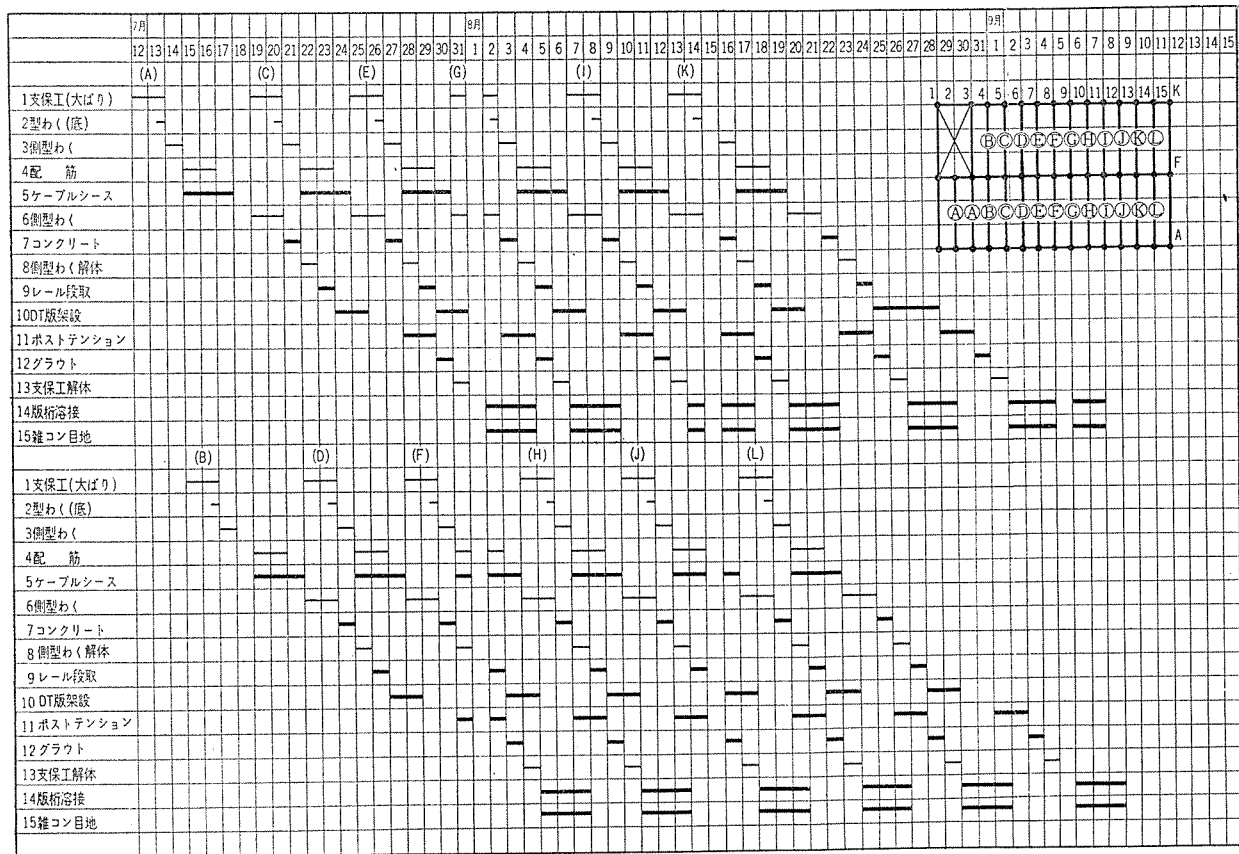 7月 8月 9月
12 13 14 15 16 17 18 19 20 21 22 23 24 25 26 27 28 29 30 31 1 2 3 4 5 6 7 8 9 10 11 12 13 14 15 16 17 18 19 20 21 22 23 24 25 26 27 28 29 30 31 1 2 3 4 5 6 7 8 9 10 11 12 13 14 15
(A) (C) (E) (G) (I) (K)
1支保工(大ばり)
2型わく(底)
3側型わく
4配 筋
5ケーブルシース
6側型わく
7コンクリート
8側型わく解体
9レール段取
10DT版架設
11ポストテンション
12グラウト
13支保工解体
14版桁溶接
15雑コン目地
(B) (D) (F) (H) (J) (L)
1支保工(大ばり)
2型わく(底)
3側型わく
4配 筋
5ケーブルシース
6側型わく
7コンクリート
8側型わく解体
9レール段取
10 DT版架設
11ポストテンション
12グラウト
13支保工解体
14版桁溶接
15雑コン目地
1 2 3 4 5 6 7 8 9 10 11 12 13 14 15 K
Ⓑ Ⓒ Ⓓ Ⓔ Ⓕ Ⓖ Ⓗ Ⓘ Ⓙ Ⓚ Ⓛ
F
Ⓐ Ⓐ Ⓑ Ⓒ Ⓓ Ⓔ Ⓕ Ⓖ Ⓗ Ⓘ Ⓙ Ⓚ Ⓛ
A